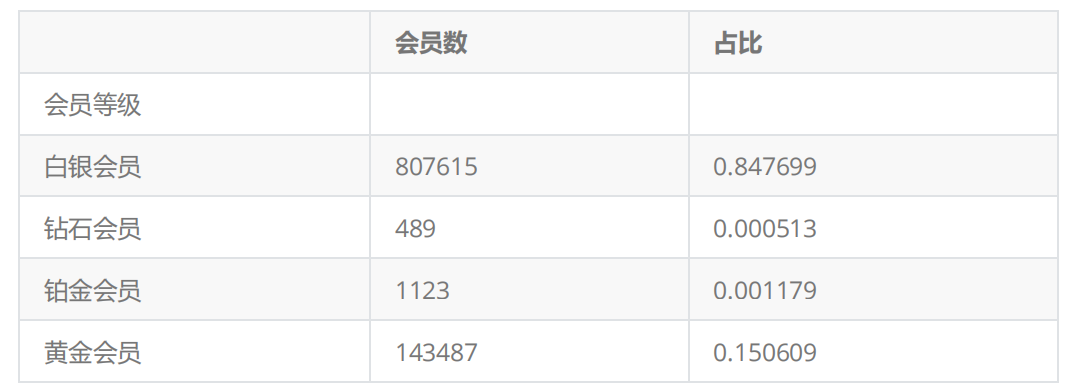 会员数 占比
会员等级
白银会员 807615 0.847699
钻石会员 489 0.000513
铂金会员 1123 0.001179
黄金会员 143487 0.150609